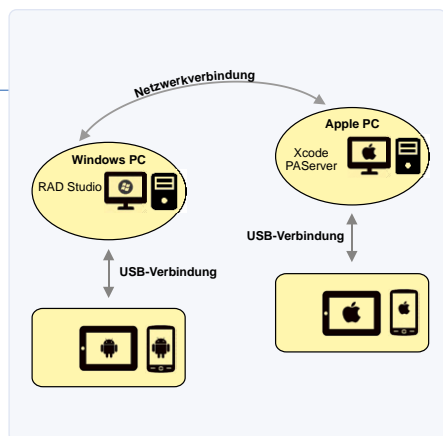 Netzwerkverbindung
Apple PC
Xcode
PAServer
Windows PC
RAD Studio
USB-Verbindung
USB-Verbindung